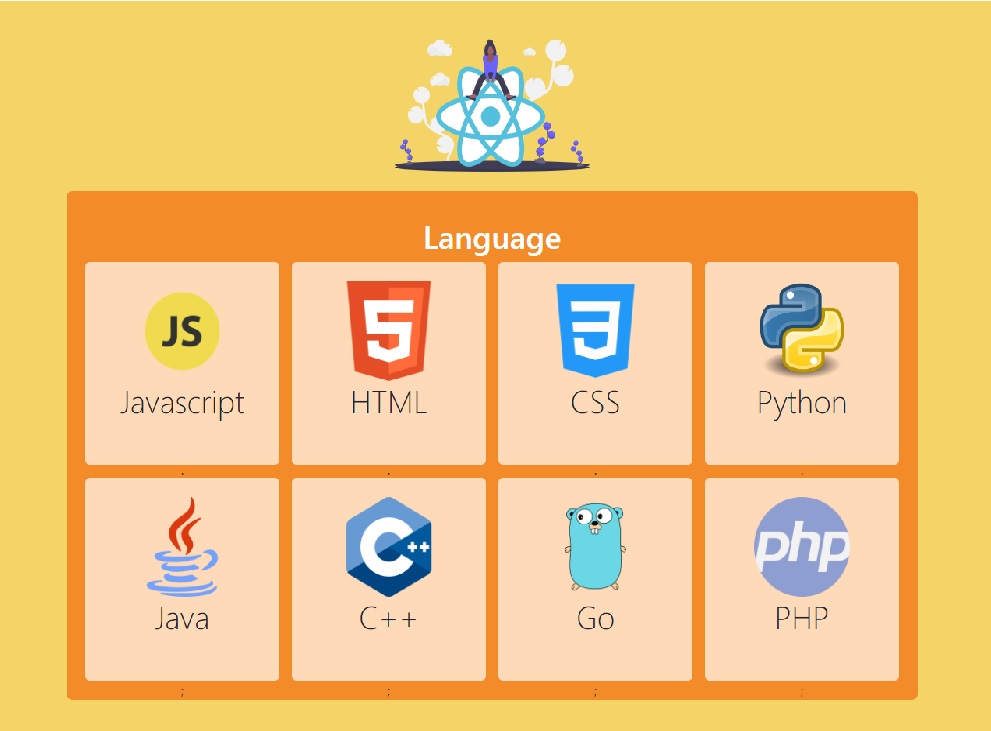 Language
JS
5
3
Javascript
HTML
CSS
Python
; ; ; ;
C++
php
Java
C++
Go
PHP
; ; ; ;